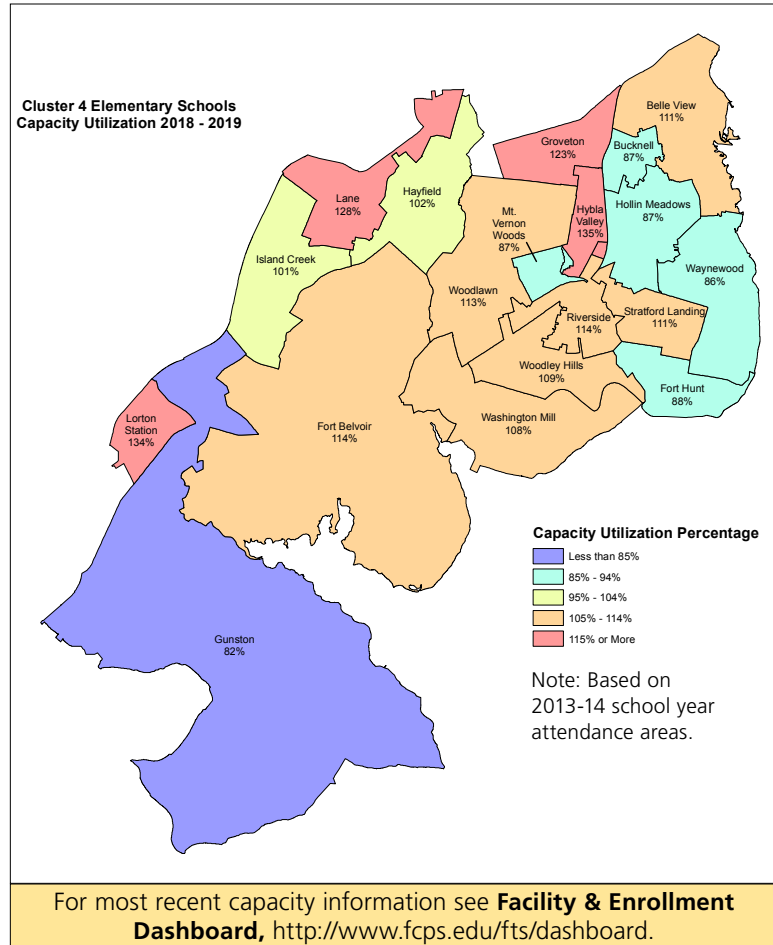 Cluster 4 Elementary Schools
Capacity Utilization 2018 - 2019
Belle View
111%
Groveton
123%
Bucknell
87%
Lane
128%
Hayfield
102%
Hybla
Valley
135%
Hollin Meadows
87%
Mt.
Vernon
Woods
87%
Island Creek
101%
Waynewood
86%
Woodlawn
113%
Riverside
114%
Stratford Landing
111%
Woodley Hills
109%
Fort Hunt
88%
Lorton
Station
134%
Fort Belvoir
114%
Washington Mill
108%
Gunston
82%
Capacity Utilization Percentage
Less than 85%
85% - 94%
95% - 104%
105% - 114%
115% or More
Note: Based on
2013-14 school year
attendance areas.
For most recent capacity information see Facility & Enrollment
Dashboard, http://www.fcps.edu/fts/dashboard.